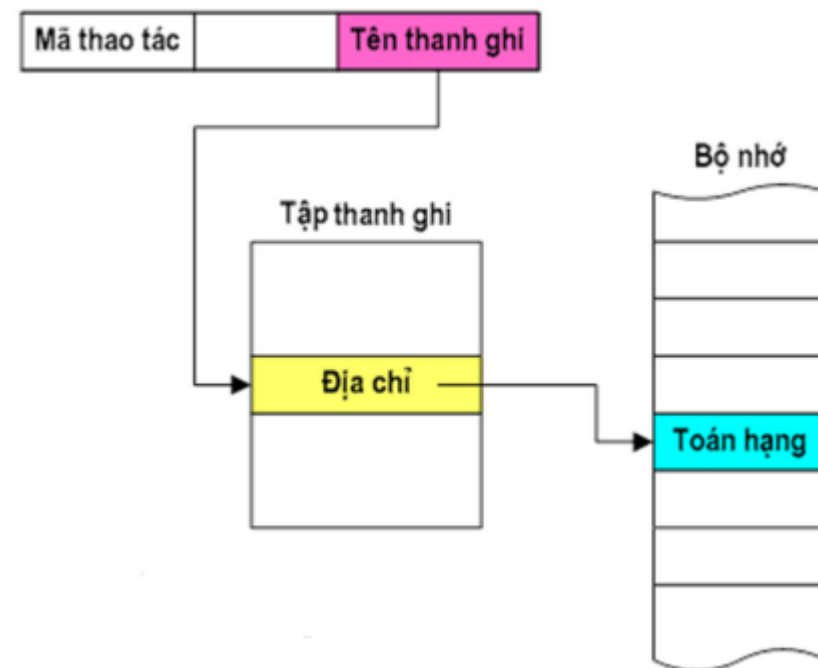 Mã thao tác
Tên thanh ghi
Bộ nhớ
Tập thanh ghi
Địa chỉ
Toán hạng